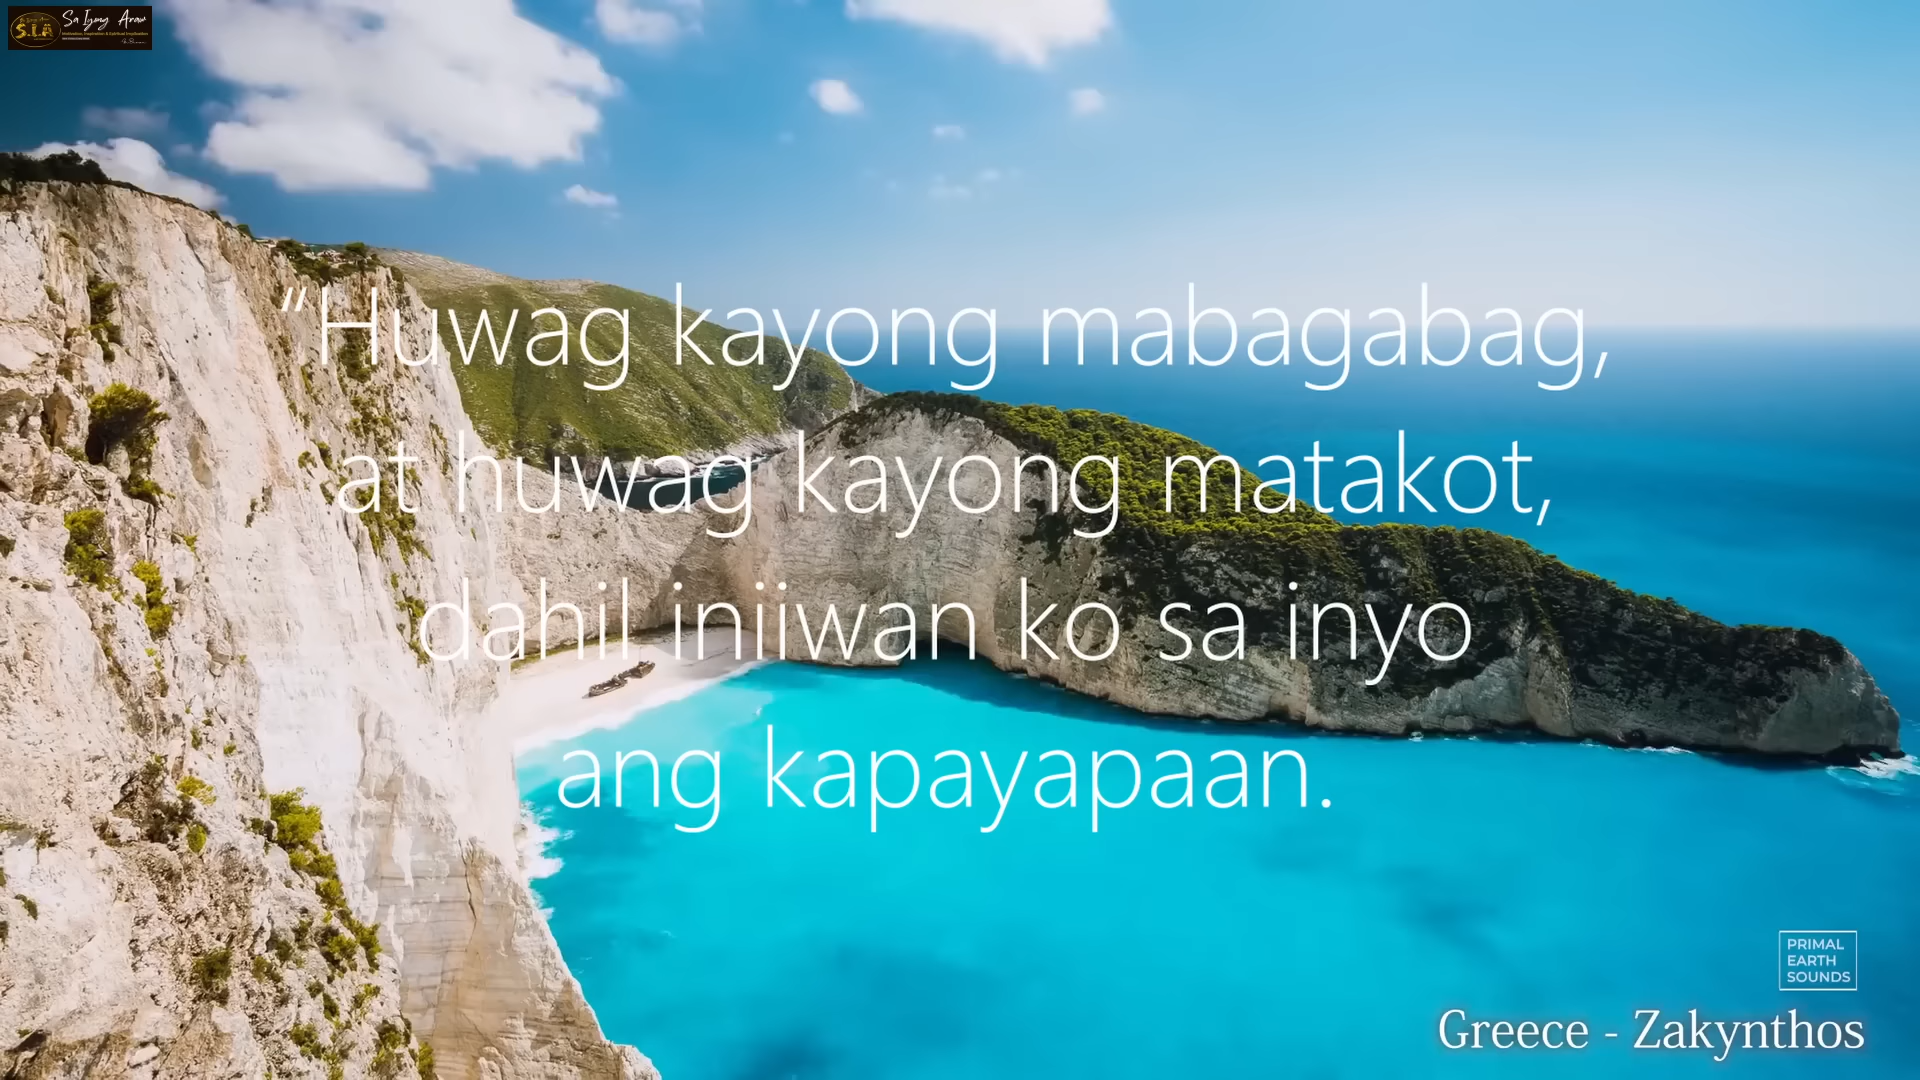 S.I.A
Sa Iyong Araw
“Huwag kayong mabagabag,
at huwag kayong matakot,
dahil iniiwan ko sa inyo
ang kapayapaan.
PRIMAL
EARTH
SOUNDS
Greece - Zakynthos